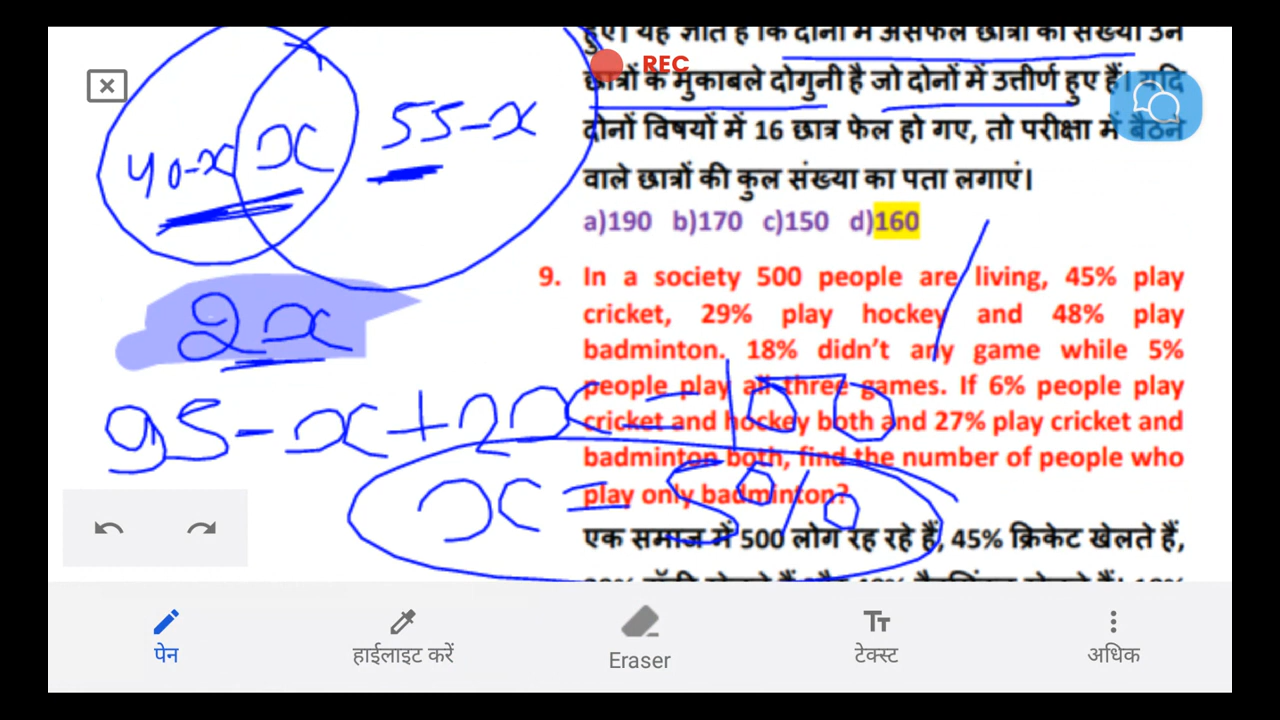 हुए। यह ज्ञात है कि दोनों में असफल छात्रों की संख्या उन
REC
छात्रों के मुकाबले दोगुनी है जो दोनों में उत्तीर्ण हुए हैं। यदि
दोनों विषयों में 16 छात्र फेल हो गए, तो परीक्षा में बैठने
वाले छात्रों की कुल संख्या का पता लगाएं।
a)190 b)170 c)150 d)160
40-x x 55-x
2x
95-x+2x=100
x=5%
9. In a society 500 people are living, 45% play
cricket, 29% play hockey and 48% play
badminton. 18% didn't any game while 5%
people play all three games. If 6% people play
cricket and hockey both and 27% play cricket and
badminton both, find the number of people who
play only badminton?
एक समाज में 500 लोग रह रहे हैं, 45% क्रिकेट खेलते हैं,
पेन
हाईलाइट करें
Eraser
Tт
टेक्स्ट
अधिक